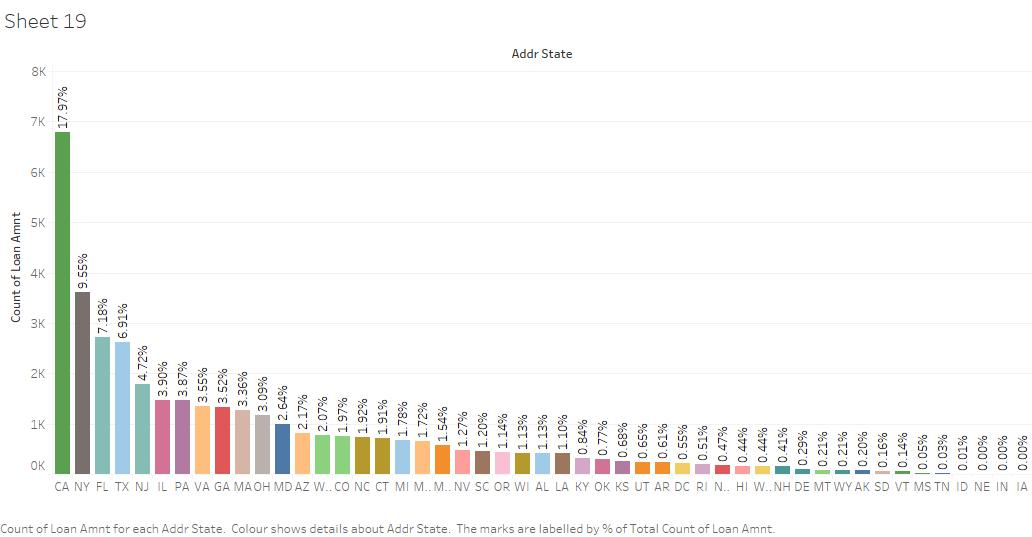 Sheet 19
Addr State
8K
7K
6K
5K
4K
3K
2K
1K
0K
Count of Loan Amnt
17.97% 9.55% 7.18% 6.91% 4.72% 3.90% 3.87% 3.55% 3.52% 3.36% 3.09% 2.64% 2.17% 2.07% 1.97% 1.92% 1.91% 1.78% 1.72% 1.54% 1.27% 1.20% 1.14% 1.13% 1.13% 1.10% 0.84% 0.77% 0.68% 0.65% 0.61% 0.55% 0.51% 0.47% 0.44% 0.44% 0.41% 0.29% 0.21% 0.21% 0.20% 0.16% 0.14% 0.05% 0.03% 0.01% 0.00% 0.00% 0.00%
CA NY FL TX NJ IL PA VA GA MA OH MD AZ W.. CO NC CT MI M.. M.. NV SC OR WI AL LA KY OK KS UT AR DC RI N.. HI W.. NH DE MT WY AK SD VT MS TN ID NE IN IA
Count of Loan Amnt for each Addr State.  Colour shows details about Addr State.  The marks are labelled by % of Total Count of Loan Amnt.